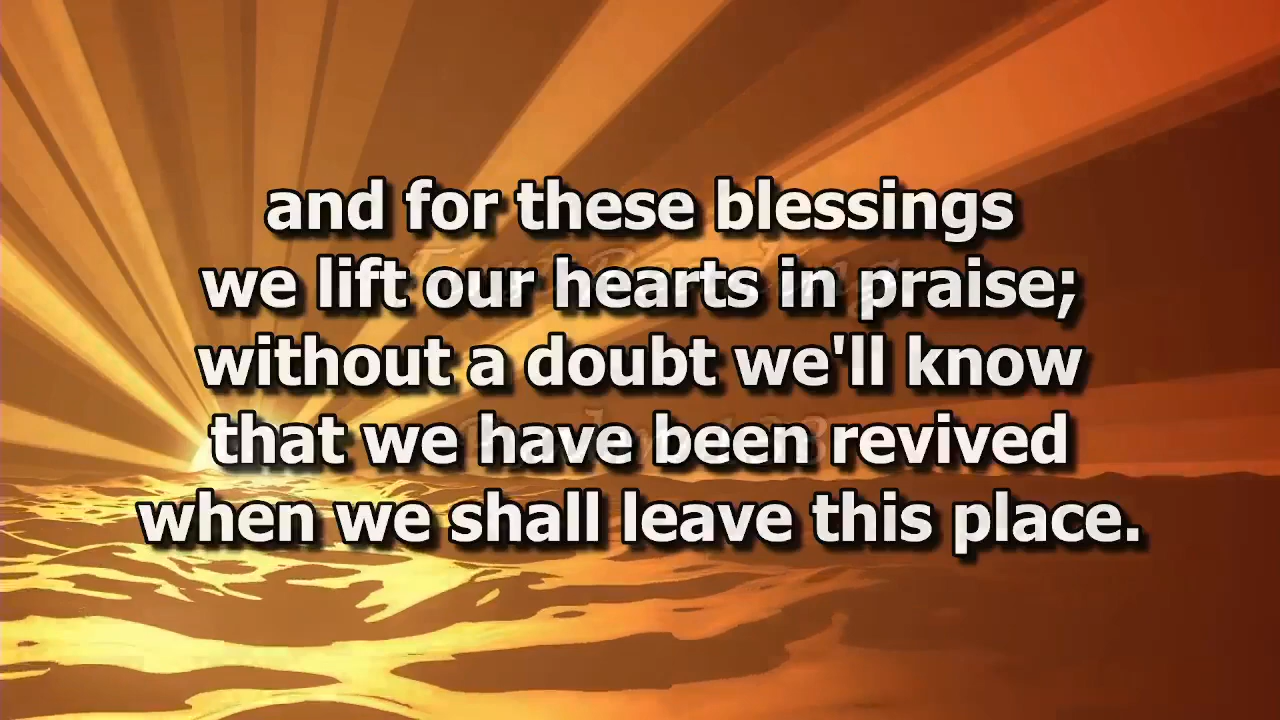 and for these blessings
we lift our hearts in praise;
without a doubt we'll know
that we have been revived
when we shall leave this place.